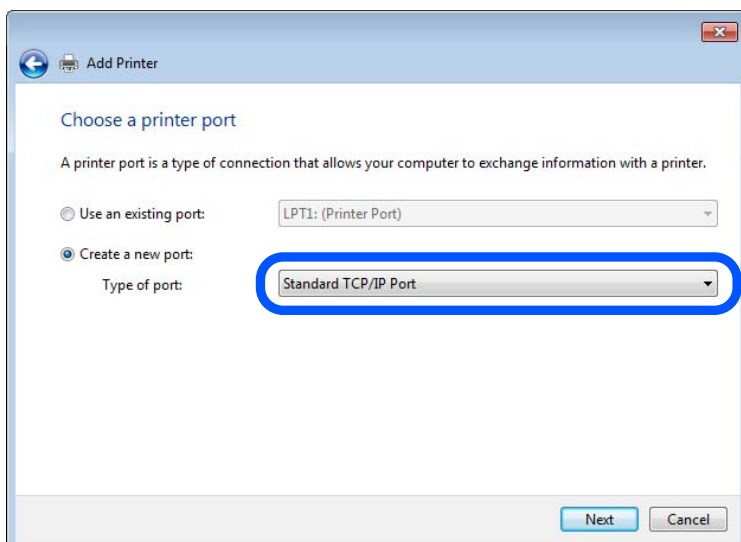 Add Printer
Choose a printer port
A printer port is a type of connection that allows your computer to exchange information with a printer.
Use an existing port: LPT1: (Printer Port)
Create a new port:
Type of port: Standard TCP/IP Port
Next Cancel